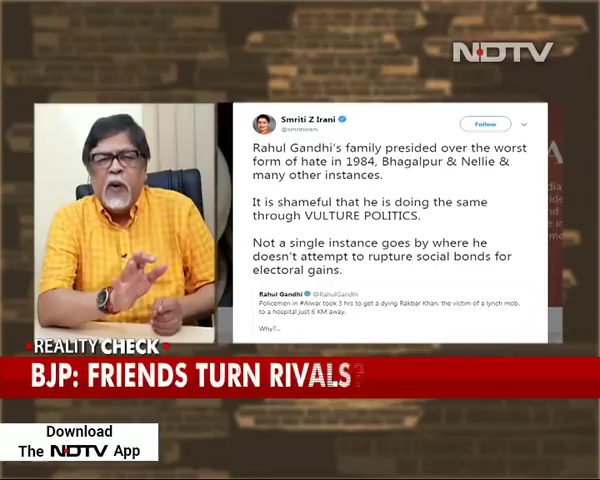 NDTV
Smriti Z Irani
@smritiirani
Follow
Rahul Gandhi's family presided over the worst
form of hate in 1984, Bhagalpur & Nellie &
many other instances.
It is shameful that he is doing the same
through VULTURE POLITICS.
Not a single instance goes by where he
doesn't attempt to rupture social bonds for
electoral gains.
Rahul Gandhi @RahulGandhi
Policemen in #Alwar took 3 hrs to get a dying Rakbar Khan, the victim of a lynch mob,
to a hospital just 6 KM away.
Why?...
REALITY CHECK
BJP: FRIENDS TURN RIVALS?
Download
The NDTV App